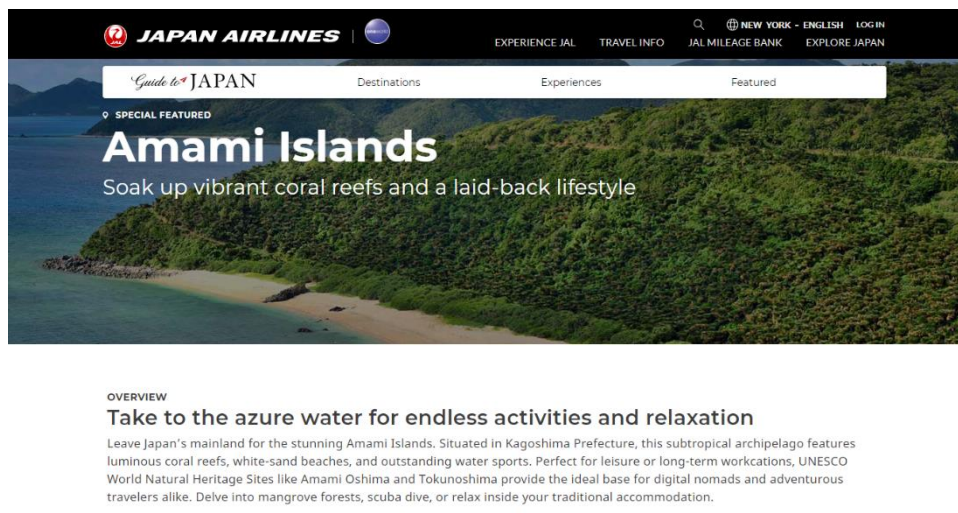 JAPAN AIRLINES
NEW YORK - ENGLISH LOG IN
EXPERIENCE JAL TRAVEL INFO JAL MILEAGE BANK EXPLORE JAPAN
Guide to JAPAN Destinations Experiences Featured
SPECIAL FEATURED
Amami Islands
Soak up vibrant coral reefs and a laid-back lifestyle
OVERVIEW
Take to the azure water for endless activities and relaxation
Leave Japan's mainland for the stunning Amami Islands. Situated in Kagoshima Prefecture, this subtropical archipelago features
luminous coral reefs, white-sand beaches, and outstanding water sports. Perfect for leisure or long-term workcations, UNESCO
World Natural Heritage Sites like Amami Oshima and Tokunoshima provide the ideal base for digital nomads and adventurous
travelers alike. Delve into mangrove forests, scuba dive, or relax inside your traditional accommodation.